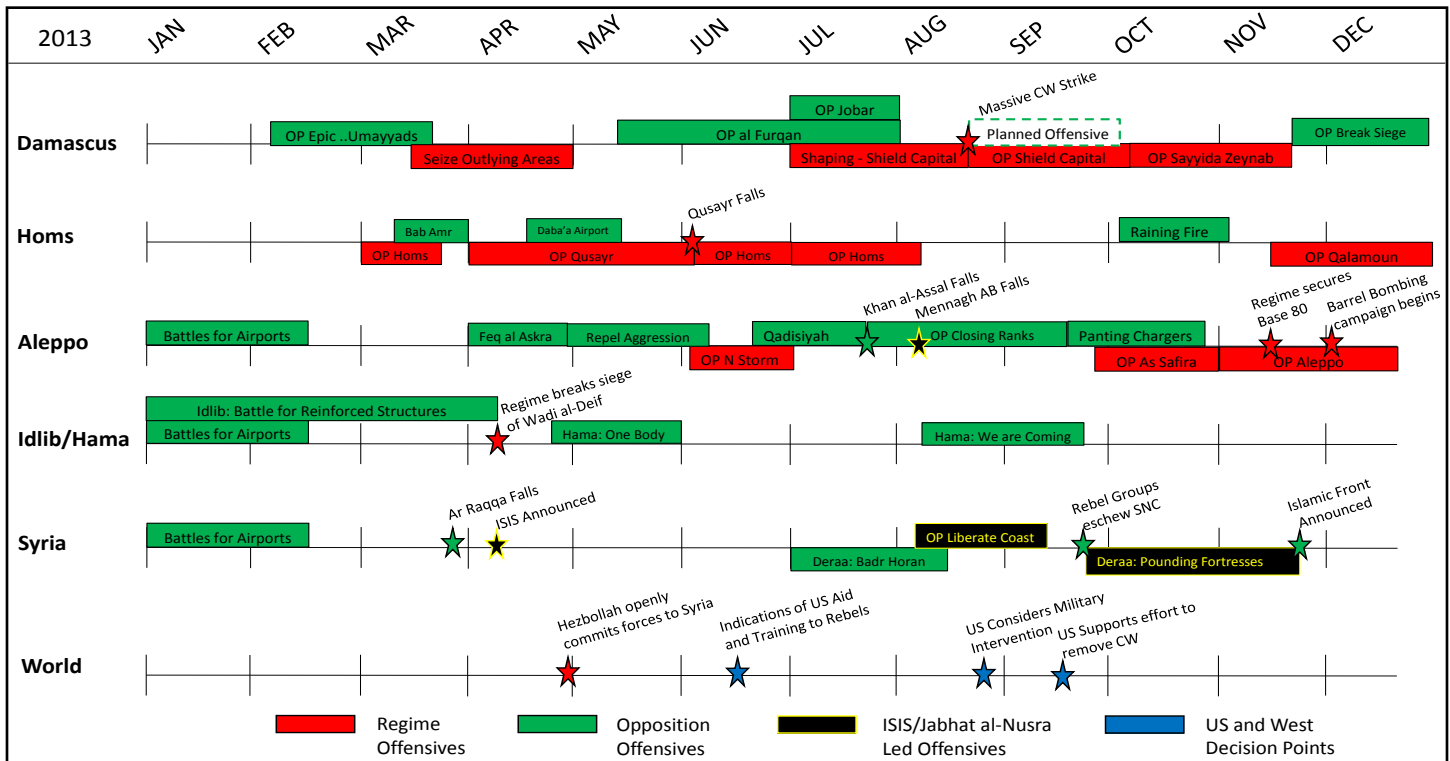 2013
JAN
FEB
MAR
APR
MAY
JUN
JUL
AUG
SEP
OCT
NOV
DEC
Damascus
OP Epic ..Umayyads
Seize Outlying Areas
OP al Furqan
OP Jobar
Shaping - Shield Capital
Massive CW Strike
Planned Offensive
OP Shield Capital
OP Sayyida Zeynab
OP Break Siege
Homs
Bab Amr
OP Homs
Daba'a Airport
OP Qusayr
Qusayr Falls
OP Homs
OP Homs
Raining Fire
OP Qalamoun
Aleppo
Battles for Airports
Feq al Askra
Repel Aggression
OP N Storm
Qadisiyah
Khan al-Assal Falls
Mennagh AB Falls
OP Closing Ranks
Panting Chargers
OP As Safira
Regime secures
Base 80
Barrel Bombing
campaign begins
OP Aleppo
Idlib/Hama
Idlib: Battle for Reinforced Structures
Battles for Airports
Regime breaks siege
of Wadi al-Deif
Hama: One Body
Hama: We are Coming
Syria
Battles for Airports
Ar Raqqa Falls
ISIS Announced
Deraa: Badr Horan
OP Liberate Coast
Rebel Groups
eschew SNC
Deraa: Pounding Fortresses
Islamic Front
Announced
World
Hezbollah openly
commits forces to Syria
Indications of US Aid
and Training to Rebels
US Considers Military
Intervention
US Supports effort to
remove CW
Regime
Offensives
Opposition
Offensives
ISIS/Jabhat al-Nusra
Led Offensives
US and West
Decision Points